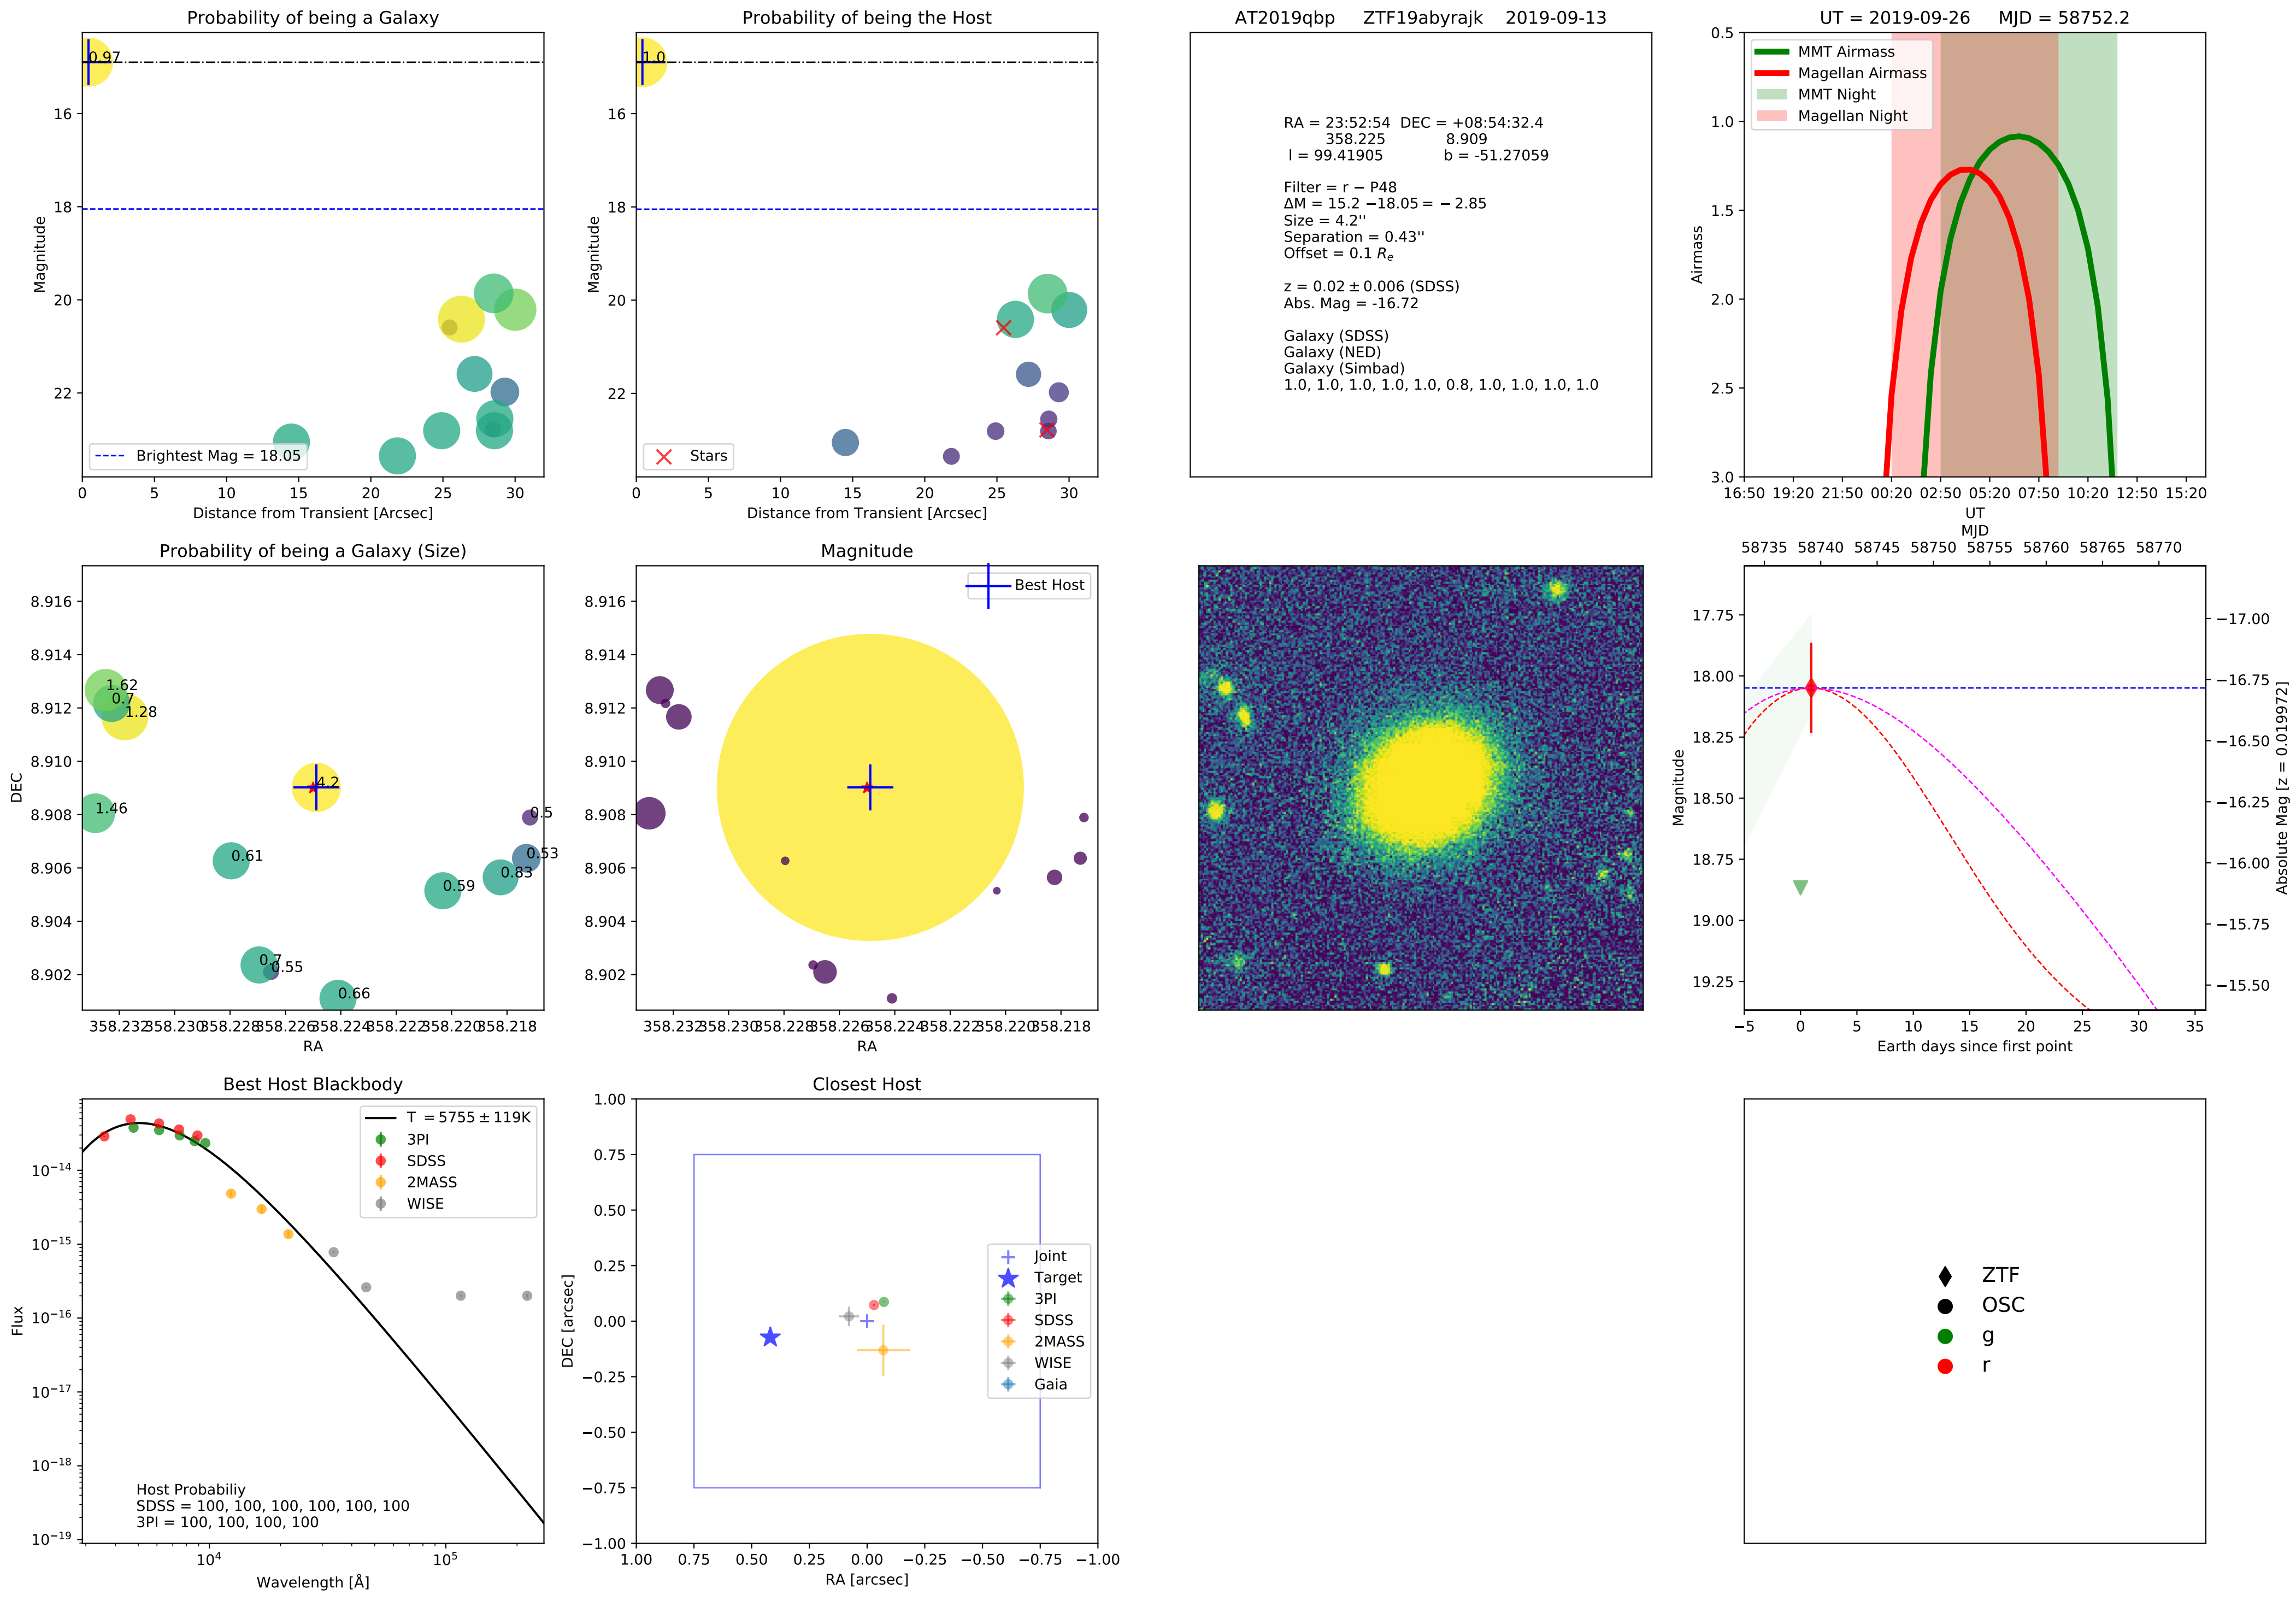 Probability of being a Galaxy
0.97
16
18
20
22
Magnitude
Brightest Mag = 18.05
0 5 10 15 20 25 30
Distance from Transient [Arcsec]
Probability of being the Host
1.0
16
18
20
22
Magnitude
Stars
0 5 10 15 20 25 30
Distance from Transient [Arcsec]
AT2019qbp ZTF19abyrajk 2019-09-13
RA = 23:52:54 DEC = +08:54:32.4
358.225 8.909
l = 99.41905 b = -51.27059
Filter = r − P48
ΔM = 15.2 −18.05 = − 2.85
Size = 4.2''
Separation = 0.43''
Offset = 0.1 Re
z = 0.02 ± 0.006 (SDSS)
Abs. Mag = -16.72
Galaxy (SDSS)
Galaxy (NED)
Galaxy (Simbad)
1.0, 1.0, 1.0, 1.0, 1.0, 0.8, 1.0, 1.0, 1.0, 1.0
UT = 2019-09-26 MJD = 58752.2
MMT Airmass
Magellan Airmass
MMT Night
Magellan Night
0.5
1.0
1.5
2.0
2.5
3.0
Airmass
16:50 19:20 21:50 00:20 02:50 05:20 07:50 10:20 12:50 15:20
UT
Probability of being a Galaxy (Size)
8.916
8.914
8.912
8.910
8.908
8.906
8.904
8.902
DEC
1.62
0.7
1.28
4.2
1.46
0.5
0.61
0.53
0.83
0.59
0.7
0.55
0.66
358.232 358.230 358.228 358.226 358.224 358.222 358.220 358.218
RA
Magnitude
Best Host
8.916
8.914
8.912
8.910
8.908
8.906
8.904
8.902
358.232 358.230 358.228 358.226 358.224 358.222 358.220 358.218
RA
MJD
58735 58740 58745 58750 58755 58760 58765 58770
17.75
18.00
18.25
18.50
18.75
19.00
19.25
Magnitude
−17.00
−16.75
−16.50
−16.25
−16.00
−15.75
−15.50
Absolute Mag [z = 0.019972]
−5 0 5 10 15 20 25 30 35
Earth days since first point
Best Host Blackbody
T = 5755 ± 119K
3PI
SDSS
2MASS
WISE
10−14
10−15
10−16
10−17
10−18
10−19
Flux
Host Probabiliy
SDSS = 100, 100, 100, 100, 100, 100
3PI = 100, 100, 100, 100
104 105
Wavelength [Å]
Closest Host
1.00
0.75
0.50
0.25
0.00
−0.25
−0.50
−0.75
−1.00
DEC [arcsec]
Joint
Target
3PI
SDSS
2MASS
WISE
Gaia
1.00 0.75 0.50 0.25 0.00 −0.25 −0.50 −0.75 −1.00
RA [arcsec]
ZTF
OSC
g
r